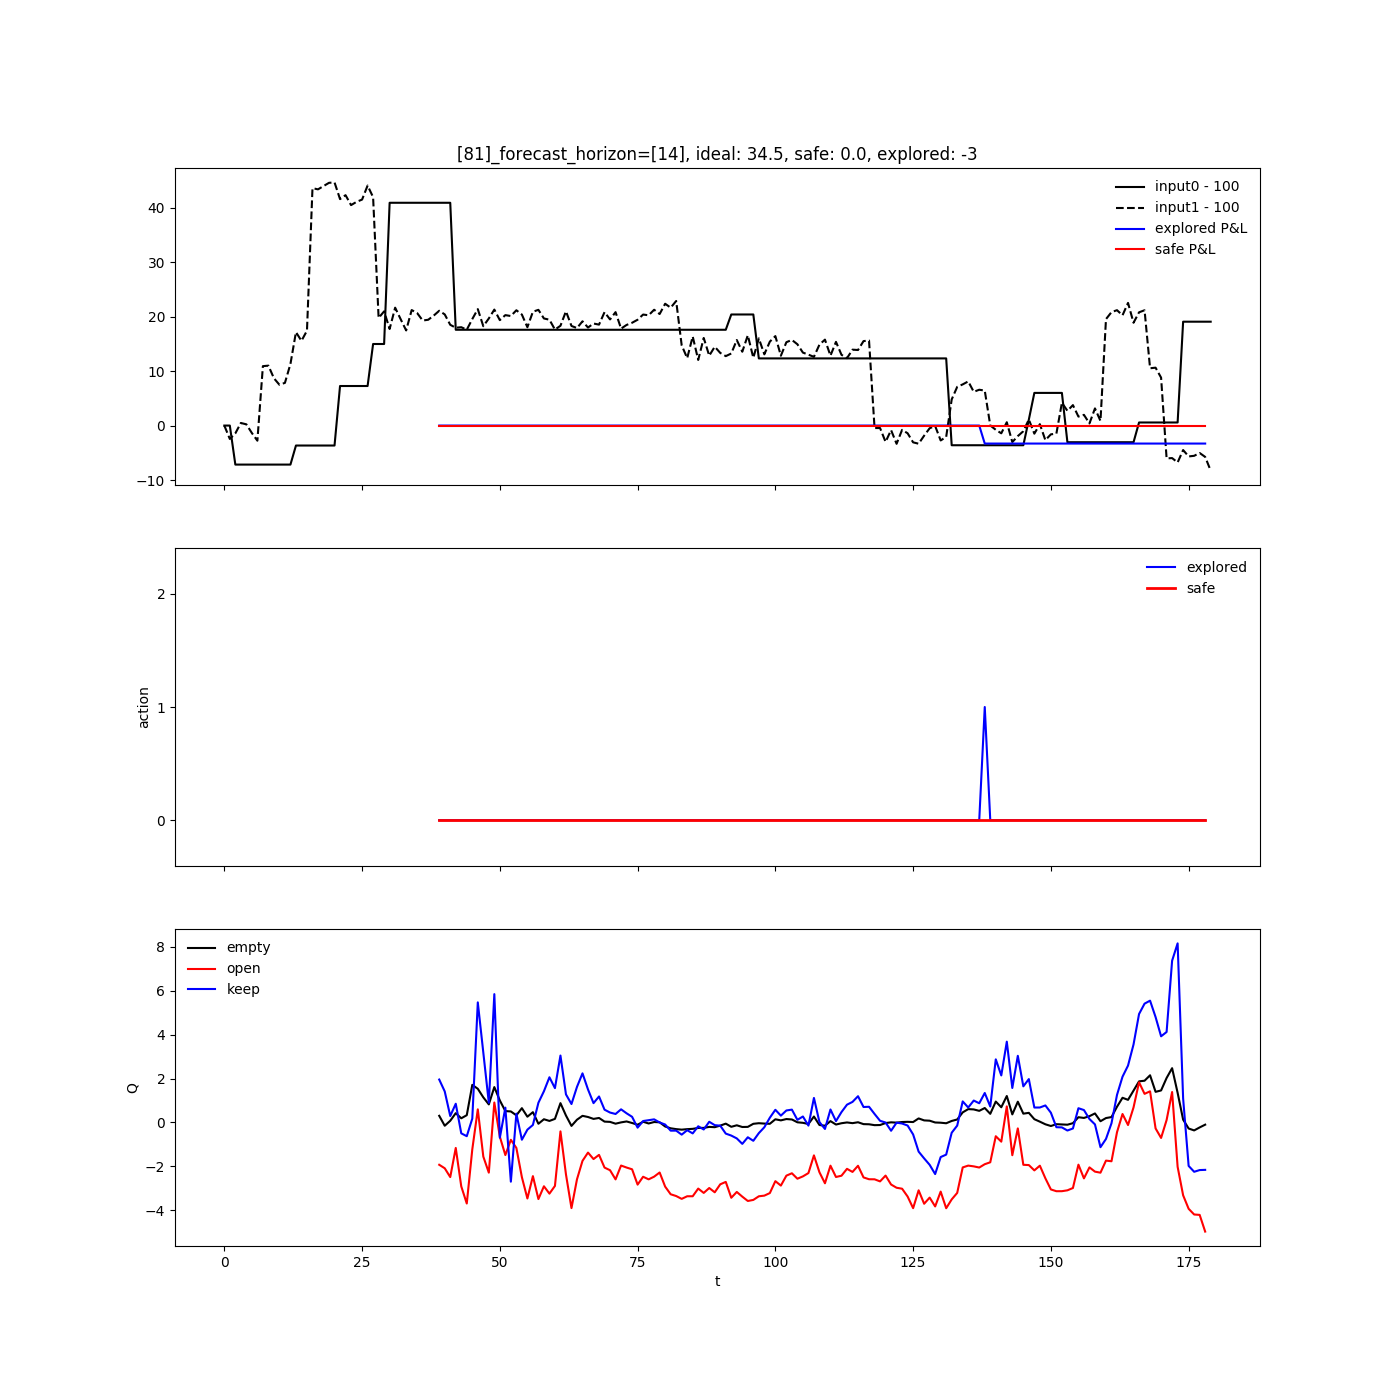 [81]_forecast_horizon=[14], ideal: 34.5, safe: 0.0, explored: -3
40
30
20
10
0
−10
input0 - 100
input1 - 100
explored P&L
safe P&L
2
1
0
action
explored
safe
8
6
4
2
0
−2
−4
Q
empty
open
keep
0
25
50
75
100
125
150
175
t